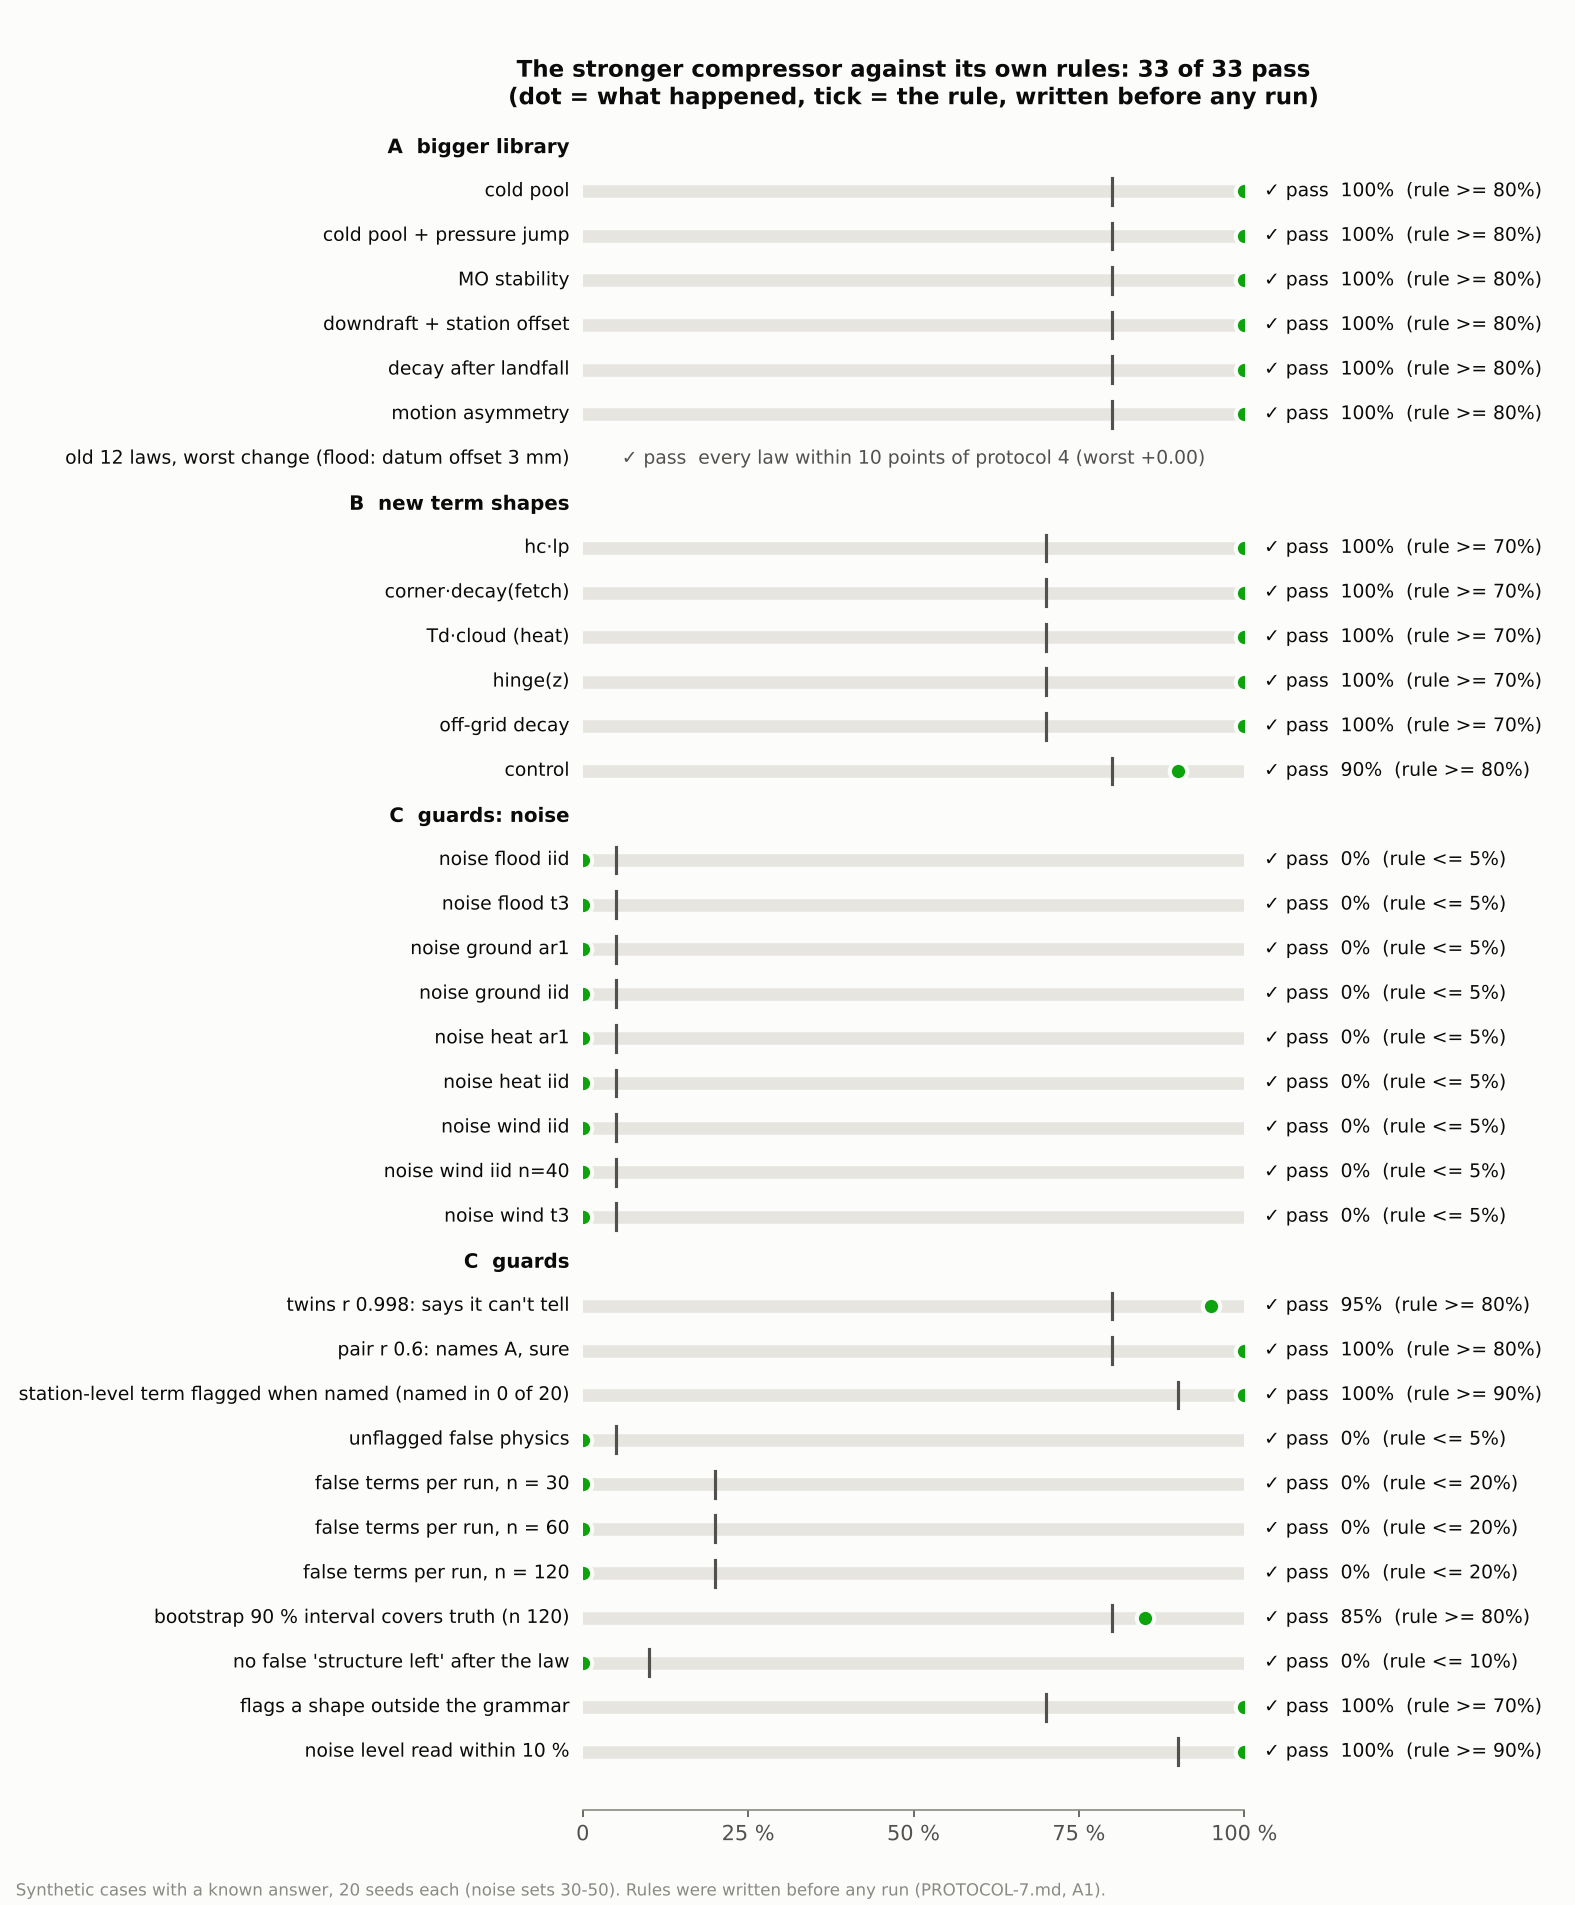 The stronger compressor against its own rules: 33 of 33 pass
(dot = what happened, tick = the rule, written before any run)
A  bigger library
cold pool ✓ pass  100%  (rule >= 80%)
cold pool + pressure jump ✓ pass  100%  (rule >= 80%)
MO stability ✓ pass  100%  (rule >= 80%)
downdraft + station offset ✓ pass  100%  (rule >= 80%)
decay after landfall ✓ pass  100%  (rule >= 80%)
motion asymmetry ✓ pass  100%  (rule >= 80%)
old 12 laws, worst change (flood: datum offset 3 mm) ✓ pass  every law within 10 points of protocol 4 (worst +0.00)
B  new term shapes
hc·lp ✓ pass  100%  (rule >= 70%)
corner·decay(fetch) ✓ pass  100%  (rule >= 70%)
Td·cloud (heat) ✓ pass  100%  (rule >= 70%)
hinge(z) ✓ pass  100%  (rule >= 70%)
off-grid decay ✓ pass  100%  (rule >= 70%)
control ✓ pass  90%  (rule >= 80%)
C  guards: noise
noise flood iid ✓ pass  0%  (rule <= 5%)
noise flood t3 ✓ pass  0%  (rule <= 5%)
noise ground ar1 ✓ pass  0%  (rule <= 5%)
noise ground iid ✓ pass  0%  (rule <= 5%)
noise heat ar1 ✓ pass  0%  (rule <= 5%)
noise heat iid ✓ pass  0%  (rule <= 5%)
noise wind iid ✓ pass  0%  (rule <= 5%)
noise wind iid n=40 ✓ pass  0%  (rule <= 5%)
noise wind t3 ✓ pass  0%  (rule <= 5%)
C  guards
twins r 0.998: says it can't tell ✓ pass  95%  (rule >= 80%)
pair r 0.6: names A, sure ✓ pass  100%  (rule >= 80%)
station-level term flagged when named (named in 0 of 20) ✓ pass  100%  (rule >= 90%)
unflagged false physics ✓ pass  0%  (rule <= 5%)
false terms per run, n = 30 ✓ pass  0%  (rule <= 20%)
false terms per run, n = 60 ✓ pass  0%  (rule <= 20%)
false terms per run, n = 120 ✓ pass  0%  (rule <= 20%)
bootstrap 90 % interval covers truth (n 120) ✓ pass  85%  (rule >= 80%)
no false 'structure left' after the law ✓ pass  0%  (rule <= 10%)
flags a shape outside the grammar ✓ pass  100%  (rule >= 70%)
noise level read within 10 % ✓ pass  100%  (rule >= 90%)
0 25 % 50 % 75 % 100 %
Synthetic cases with a known answer, 20 seeds each (noise sets 30-50). Rules were written before any run (PROTOCOL-7.md, A1).